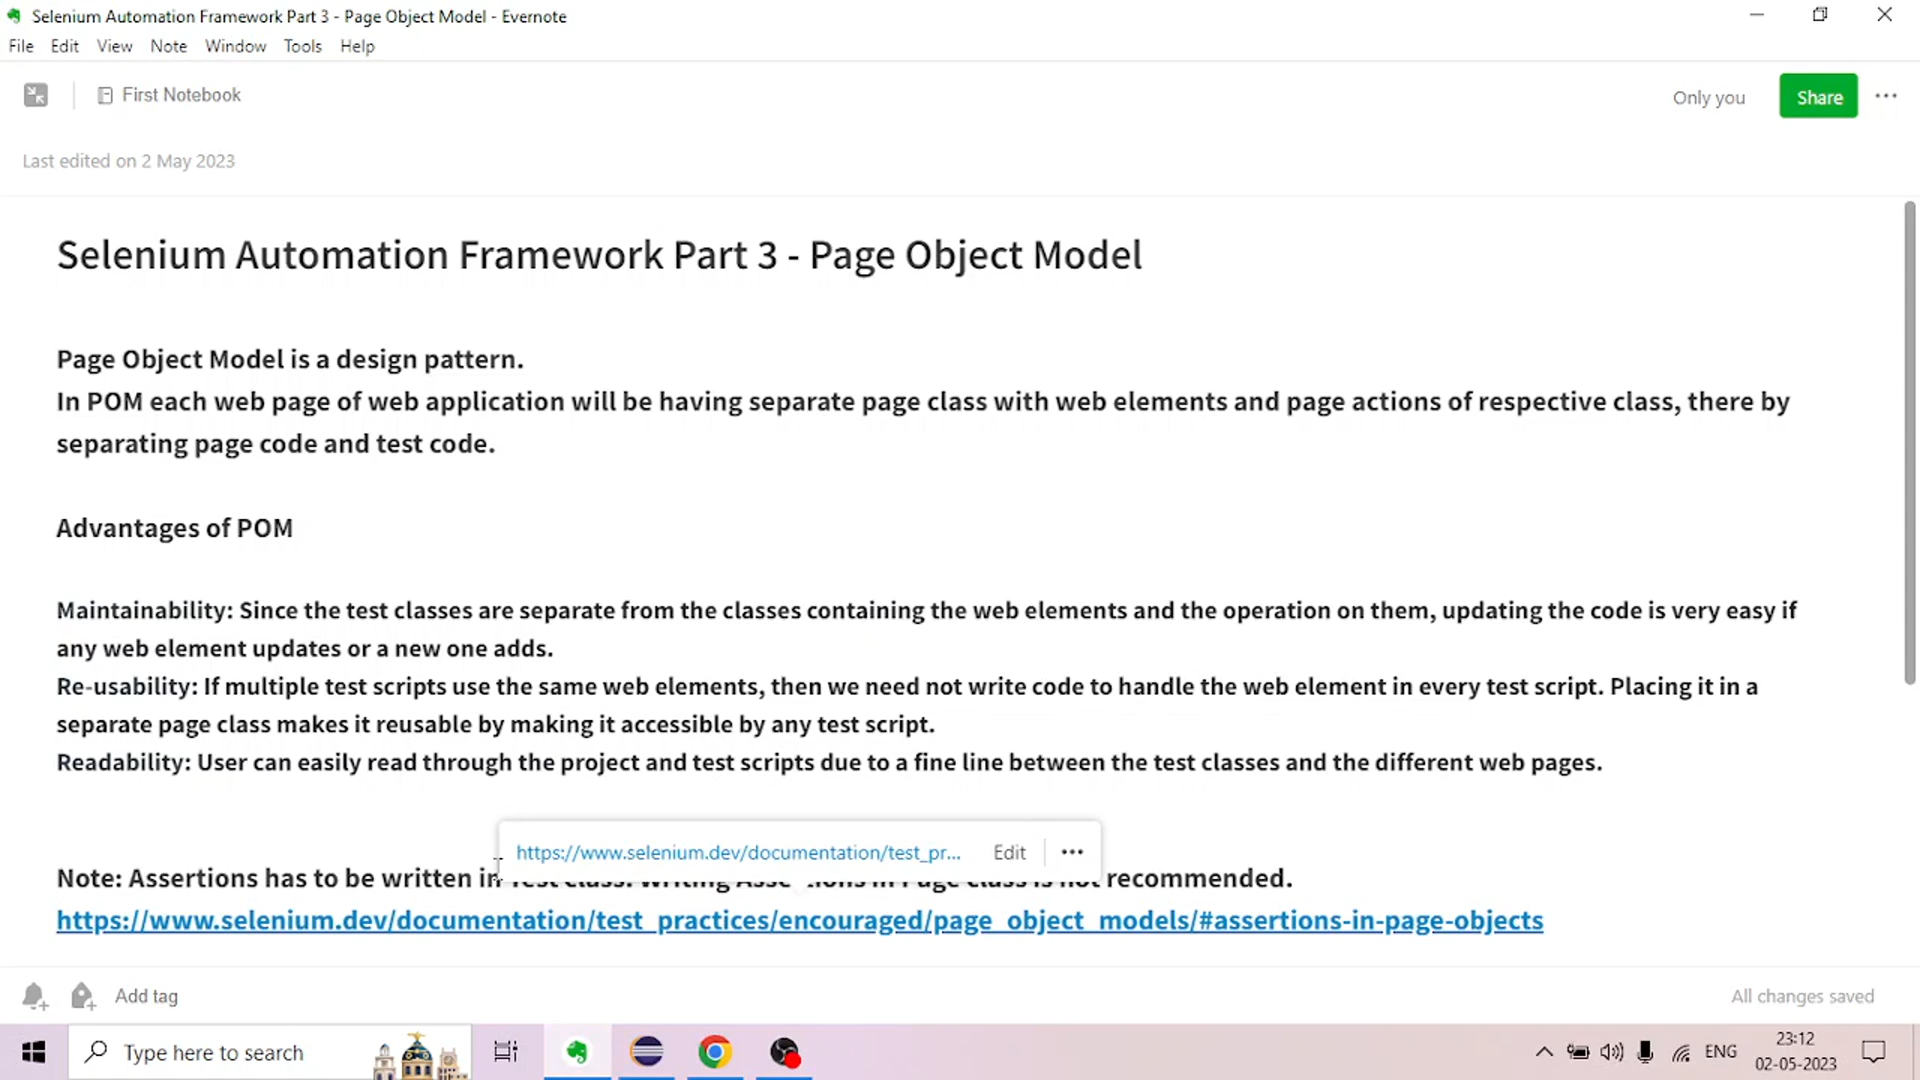 Selenium Automation Framework Part 3 - Page Object Model - Evernote
File Edit View Note Window Tools Help
First Notebook
Only you
Share
Last edited on 2 May 2023
Selenium Automation Framework Part 3 - Page Object Model
Page Object Model is a design pattern.
In POM each web page of web application will be having separate page class with web elements and page actions of respective class, there by
separating page code and test code.
Advantages of POM
Maintainability: Since the test classes are separate from the classes containing the web elements and the operation on them, updating the code is very easy if
any web element updates or a new one adds.
Re-usability: If multiple test scripts use the same web elements, then we need not write code to handle the web element in every test script. Placing it in a
separate page class makes it reusable by making it accessible by any test script.
Readability: User can easily read through the project and test scripts due to a fine line between the test classes and the different web pages.
https://www.selenium.dev/documentation/test_pr... Edit
Note: Assertions has to be written in Test class. Writing Assertions in Page class is not recommended.
https://www.selenium.dev/documentation/test_practices/encouraged/page_object_models/#assertions-in-page-objects
Add tag
All changes saved
Type here to search
ENG
23:12
02-05-2023